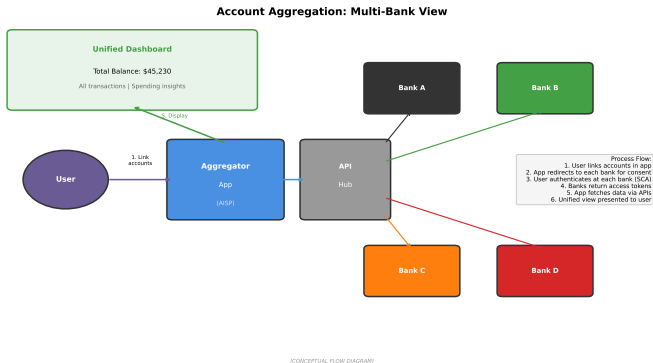 Account Aggregation: Multi-Bank View
Unified Dashboard
Total Balance: $45,230
All transactions | Spending insights
5. Display
Bank A
Bank B
User
1. Link
accounts
Aggregator
App
(AISP)
API
Hub
Process Flow:
1. User links accounts in app
2. App redirects to each bank for consent
3. User authenticates at each bank (SCA)
4. Banks return access tokens
5. App fetches data via APIs
6. Unified view presented to user
Bank C
Bank D
(CONCEPTUAL FLOW DIAGRAM)